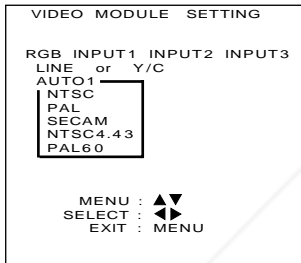 VIDEO MODULE SETTING
RGB INPUT1 INPUT2 INPUT3
LINE or Y/C
AUTO1
NTSC
PAL
SECAM
NTSC4.43
PAL60
MENU : ▲▼
SELECT : ◀▶
EXIT : MENU